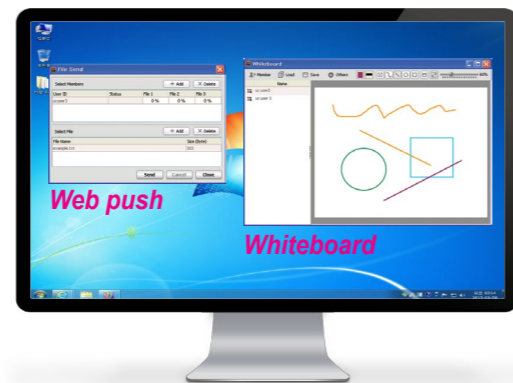 File Send
Select Members
+ Add
× Delete
User ID
Status
File 1
File 2
File 3
0 %
0 %
0 %
Select File
+ Add
× Delete
File Name
Size (byte)
example.txt
Send
Cancel
Close
Web push
Whiteboard
Member
Load
Save
Others
60%
Name
Whiteboard